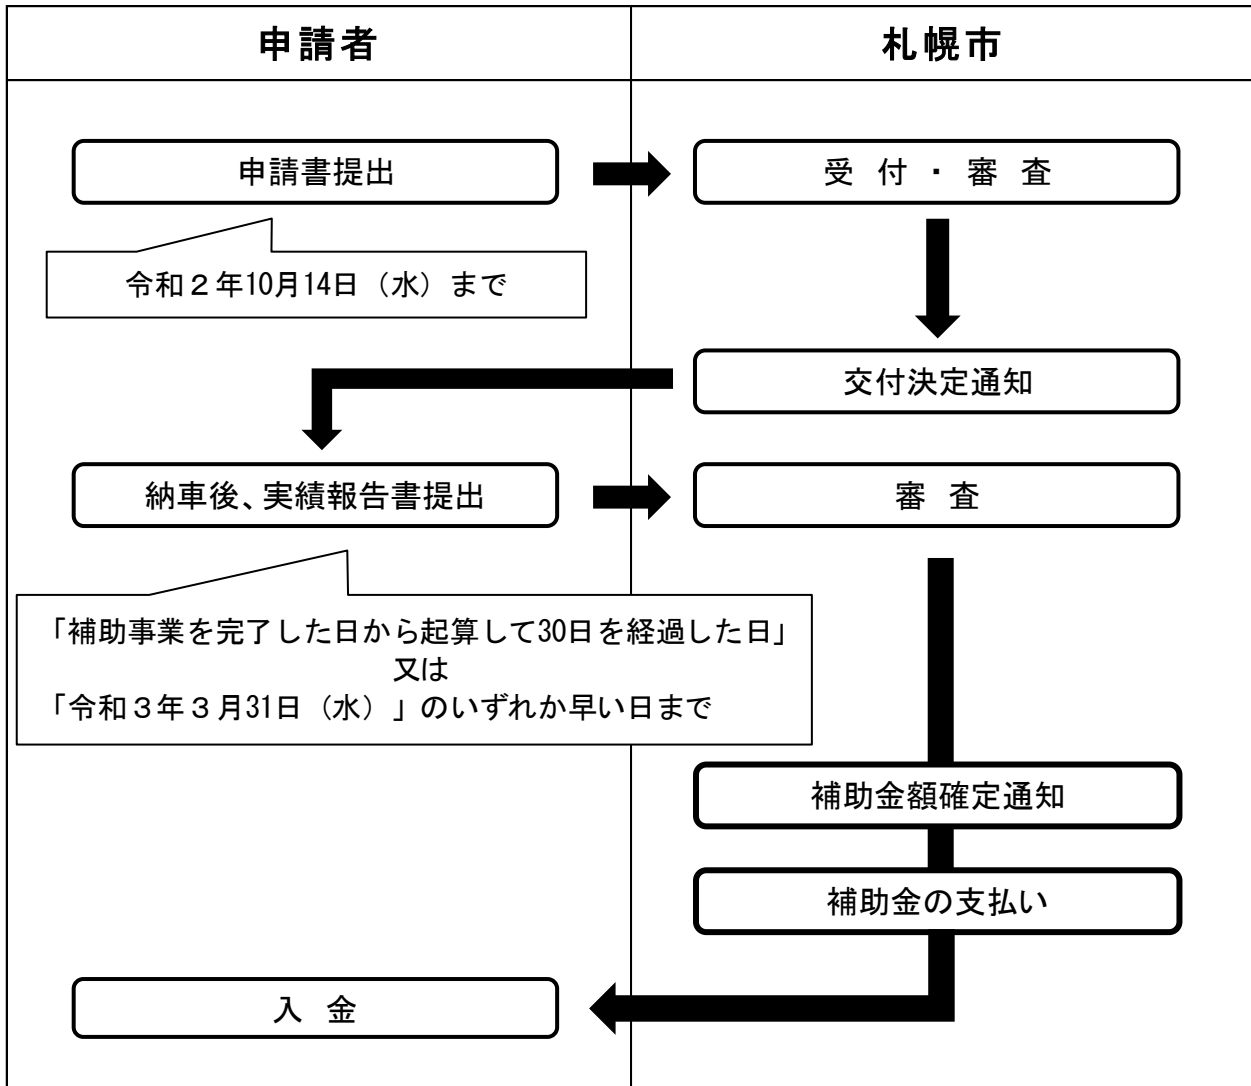 申請者
札幌市
申請書提出
受付・審査
令和２年10月14日（水）まで
交付決定通知
納車後、実績報告書提出
審査
「補助事業を完了した日から起算して30日を経過した日」
又は
「令和３年３月31日（水）」のいずれか早い日まで
補助金額確定通知
補助金の支払い
入金